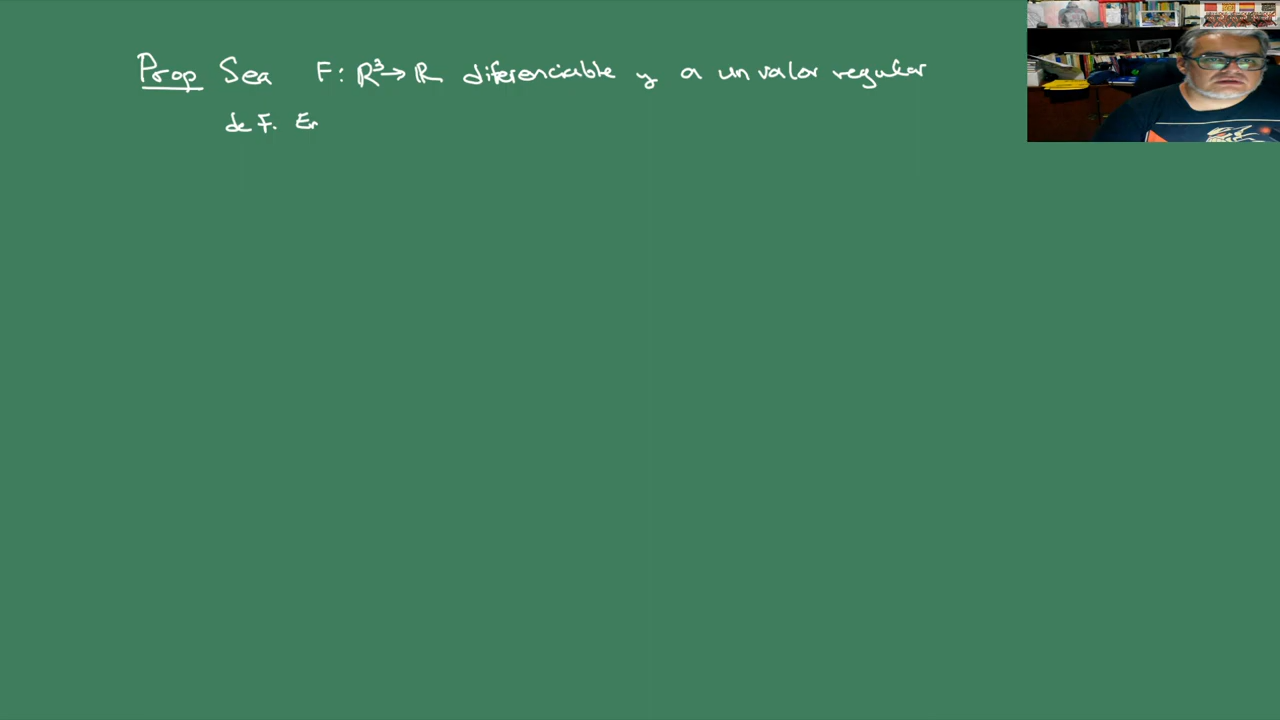 Prop Sea F: R³→R diferenciable y a un valor regular
de F. En